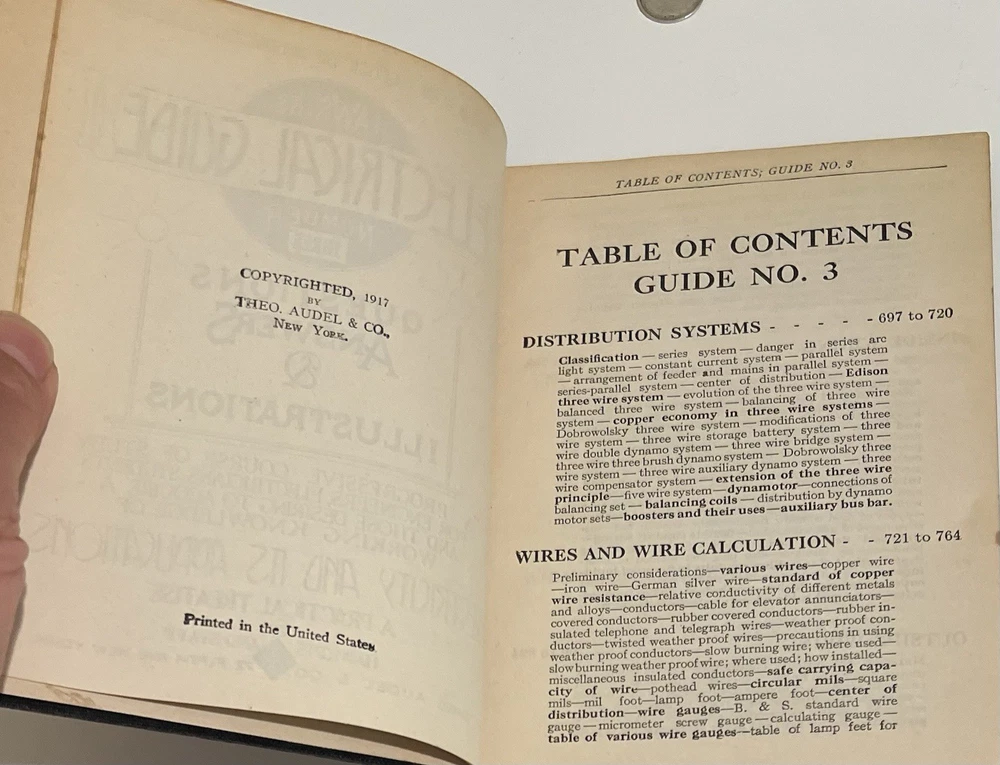 COPYRIGHTED, 1917
BY
THEO. AUDEL & CO.,
NEW YORK.
Printed in the United States
TABLE OF CONTENTS; GUIDE NO. 3
TABLE OF CONTENTS
GUIDE NO. 3
DISTRIBUTION SYSTEMS - - - - - 697 to 720
Classification — series system — danger in series arc
light system — constant current system — parallel system
— arrangement of feeder and mains in parallel system —
series-parallel system — center of distribution — Edison
three wire system — evolution of the three wire system —
balanced three wire system — balancing of three wire
system — copper economy in three wire systems —
Dobrowolsky three wire system — modifications of three
wire system — three wire storage battery system — three
wire double dynamo system — three wire bridge system —
three wire three brush dynamo system — Dobrowolsky three
wire system — three wire auxiliary dynamo system — three
wire compensator system — extension of the three wire
principle — five wire system — dynamotor — connections of
balancing set — balancing coils — distribution by dynamo
motor sets — boosters and their uses — auxiliary bus bar.
WIRES AND WIRE CALCULATION - - 721 to 764
Preliminary considerations — various wires — copper wire
— iron wire — German silver wire — standard of copper
wire resistance — relative conductivity of different metals
and alloys — conductors — cable for elevator annunciators —
covered conductors — rubber covered conductors — rubber in-
sulated telephone and telegraph wires — weather proof con-
ductors — twisted weather proof wires — precautions in using
weather proof conductors — slow burning wire; where used —
slow burning weather proof wire; where used; how installed —
miscellaneous insulated conductors — safe carrying capa-
city of wire — pothead wires — circular mils — square
mils — mil foot — lamp foot — ampere foot — center of
distribution — wire gauges — B. & S. standard wire
gauge — micrometer screw gauge — calculating gauge —
table of various wire gauges — table of lamp feet for